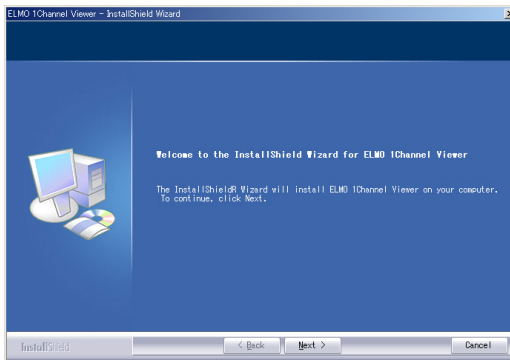 ELMO 1Channel Viewer - InstallShield Wizard
Welcome to the InstallShield Wizard for ELMO 1Channel Viewer
The InstallShieldR Wizard will install ELMO 1Channel Viewer on your computer.
To continue, click Next.
InstallShield
< Back
Next >
Cancel